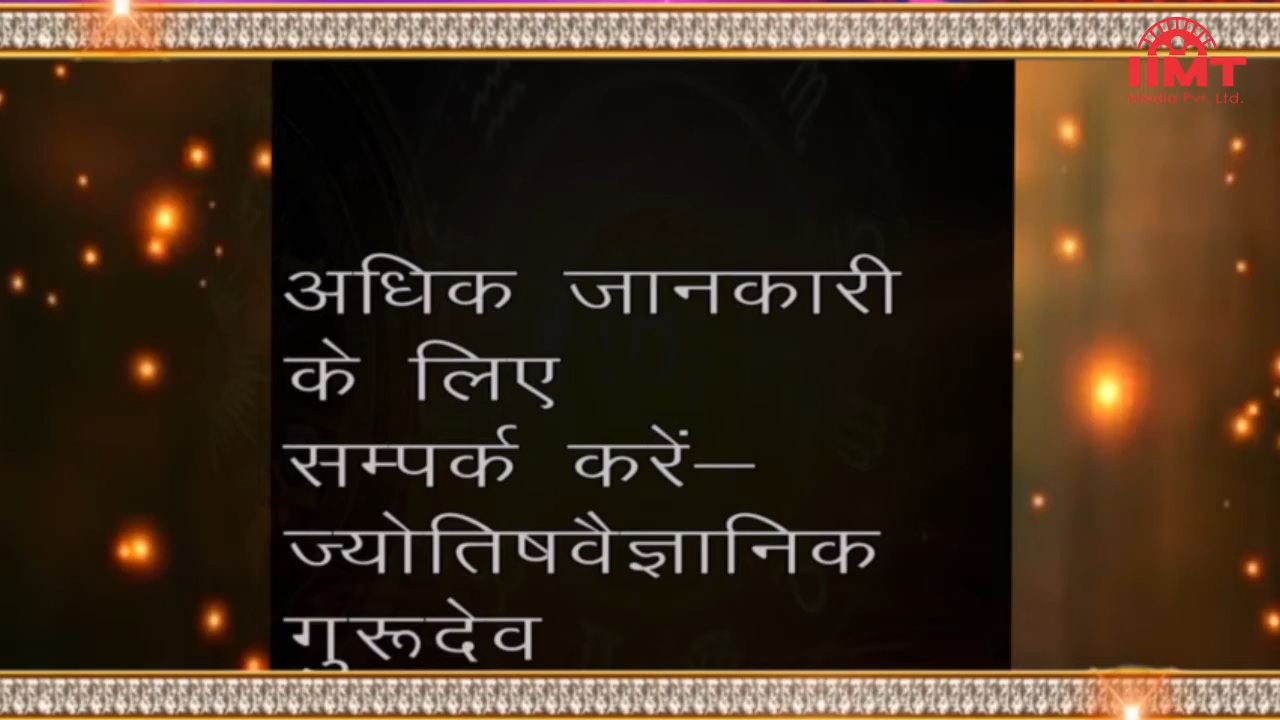 IIMT
Media Pvt. Ltd.
अधिक जानकारी
के लिए
सम्पर्क करें–
ज्योतिषवैज्ञानिक
गुरूदेव